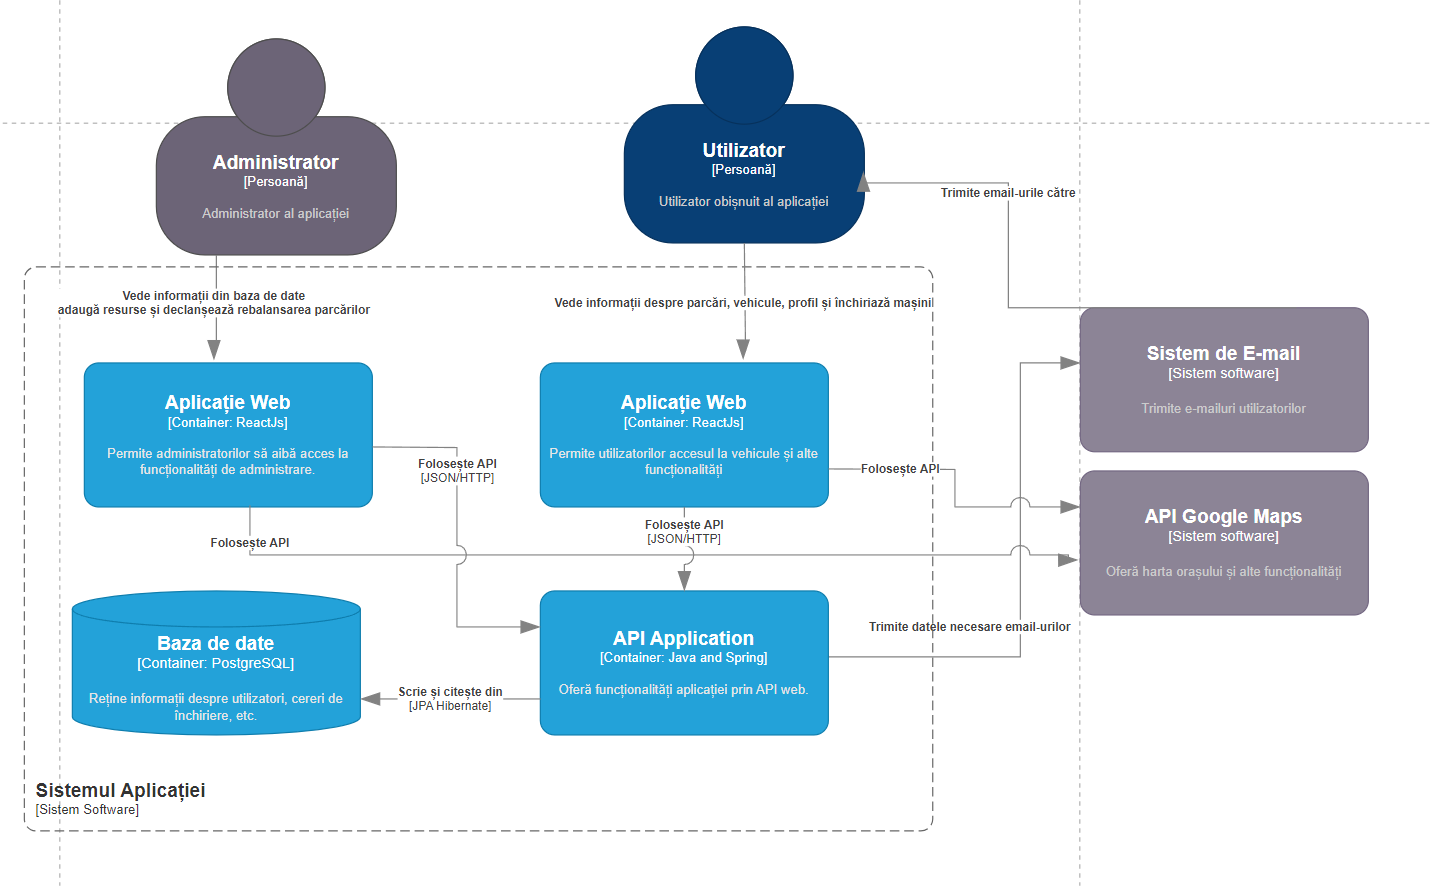 Administrator
[Persoană]
Administrator al aplicației
Utilizator
[Persoană]
Utilizator obișnuit al aplicației
Trimite email-urile către
Vede informații din baza de date
adaugă resurse și declanșează rebalansarea parcărilor
Vede informații despre parcări, vehicule, profil și închiriază mașini
Aplicație Web
[Container: ReactJs]
Permite administratorilor să aibă acces la
funcționalități de administrare.
Aplicație Web
[Container: ReactJs]
Permite utilizatorilor accesul la vehicule și alte
funcționalități
Sistem de E-mail
[Sistem software]
Trimite e-mailuri utilizatorilor
Folosește API
[JSON/HTTP]
Folosește API
Folosește API
[JSON/HTTP]
Folosește API
API Google Maps
[Sistem software]
Oferă harta orașului și alte funcționalități
Baza de date
[Container: PostgreSQL]
Reține informații despre utilizatori, cereri de
închiriere, etc.
API Application
[Container: Java and Spring]
Oferă funcționalități aplicației prin API web.
Trimite datele necesare email-urilor
Scrie și citește din
[JPA Hibernate]
Sistemul Aplicației
[Sistem Software]